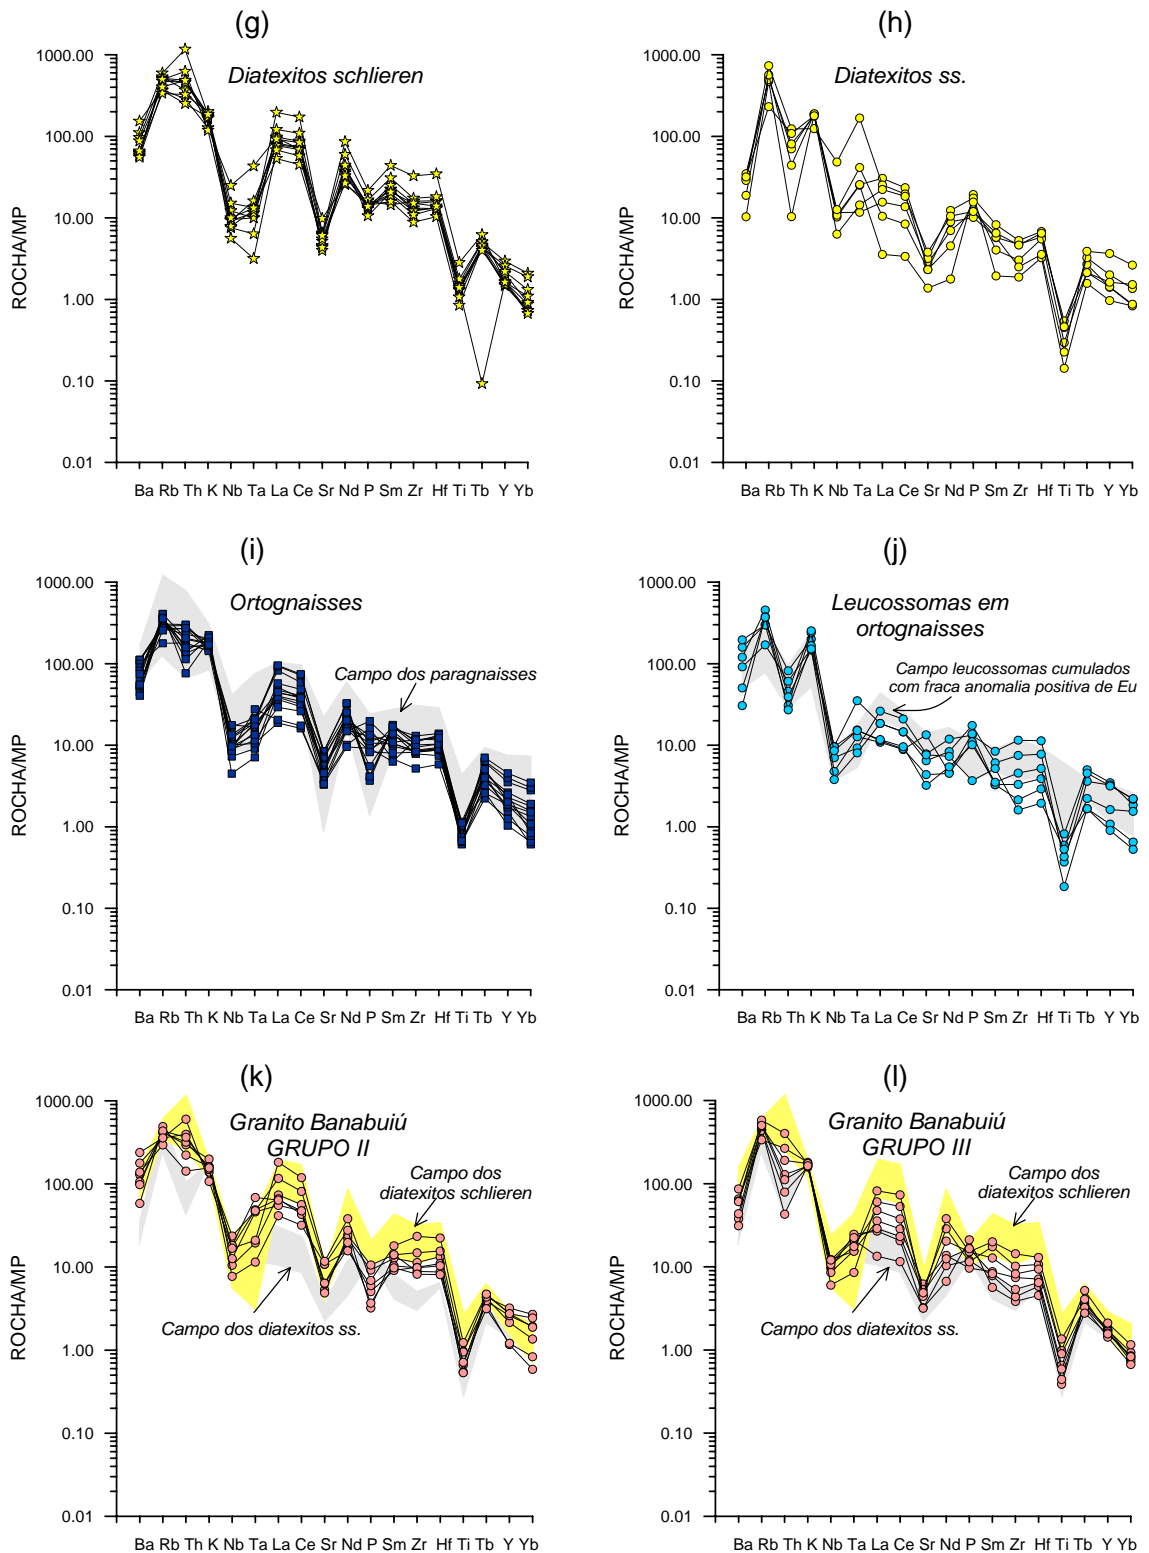 (g)
Diatexitos schlieren
1000.00
100.00
10.00
1.00
0.10
0.01
ROCHA/MP
Ba Rb Th K Nb Ta La Ce Sr Nd P Sm Zr Hf Ti Tb Y Yb
(h)
Diatexitos ss.
1000.00
100.00
10.00
1.00
0.10
0.01
ROCHA/MP
Ba Rb Th K Nb Ta La Ce Sr Nd P Sm Zr Hf Ti Tb Y Yb
(i)
Ortognaisses
Campo dos paragnaisses
1000.00
100.00
10.00
1.00
0.10
0.01
ROCHA/MP
Ba Rb Th K Nb Ta La Ce Sr Nd P Sm Zr Hf Ti Tb Y Yb
(j)
Leucossomas em
ortognaisses
Campo leucossomas cumulados
com fraca anomalia positiva de Eu
1000.00
100.00
10.00
1.00
0.10
0.01
ROCHA/MP
Ba Rb Th K Nb Ta La Ce Sr Nd P Sm Zr Hf Ti Tb Y Yb
(k)
Granito Banabuiú
GRUPO II
Campo dos
diatexitos schlieren
Campo dos diatexitos ss.
1000.00
100.00
10.00
1.00
0.10
0.01
ROCHA/MP
Ba Rb Th K Nb Ta La Ce Sr Nd P Sm Zr Hf Ti Tb Y Yb
(l)
Granito Banabuiú
GRUPO III
Campo dos
diatexitos schlieren
Campo dos diatexitos ss.
1000.00
100.00
10.00
1.00
0.10
0.01
ROCHA/MP
Ba Rb Th K Nb Ta La Ce Sr Nd P Sm Zr Hf Ti Tb Y Yb